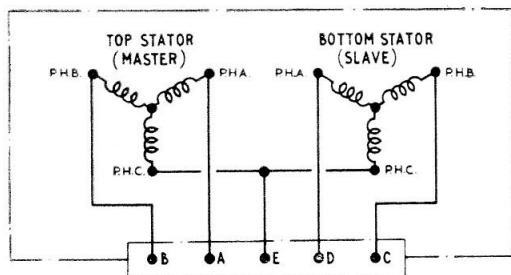 TOP STATOR
(MASTER)
BOTTOM STATOR
(SLAVE)
P.H.B.
P.H.A.
P.H.A.
P.H.B.
P.H.C.
P.H.C.
B
A
E
D
C